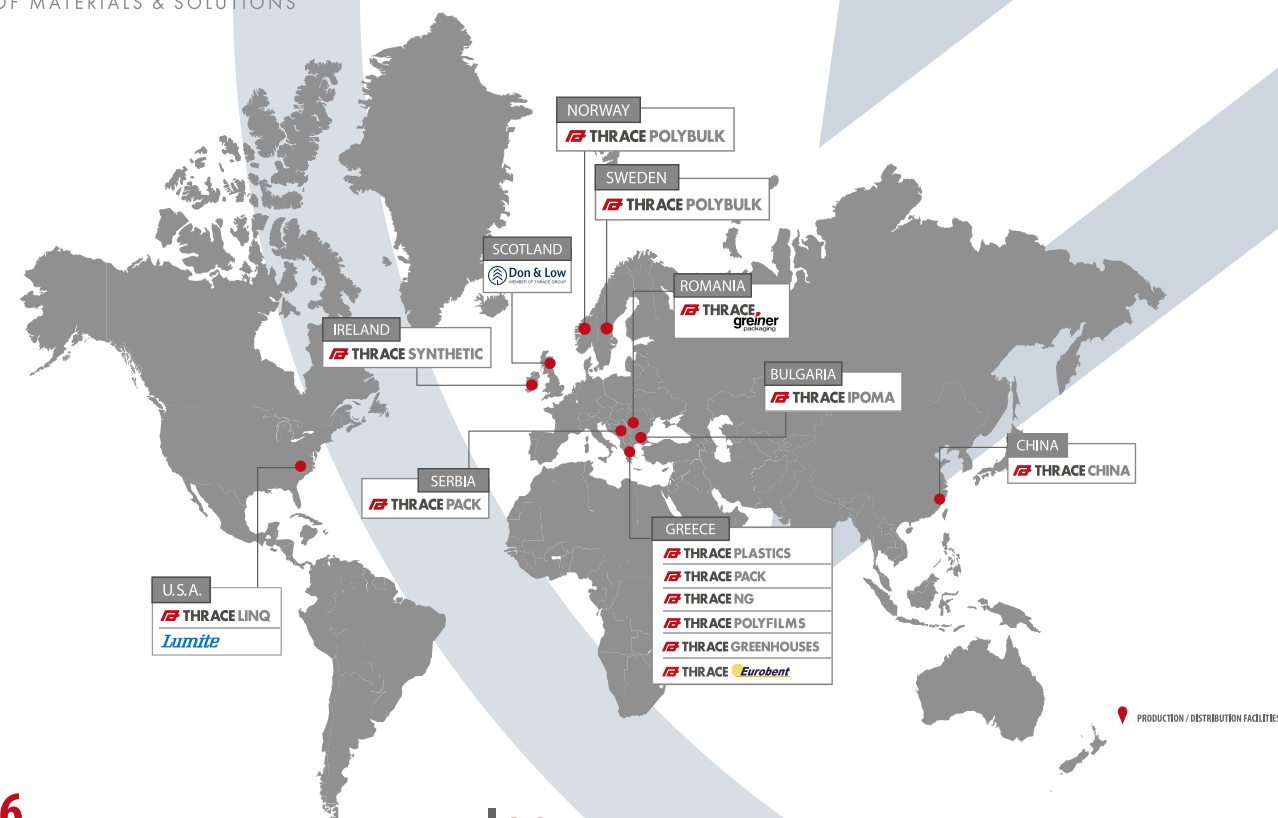 OF MATERIALS & SOLUTIONS
NORWAY
THRACE POLYBULK
SWEDEN
THRACE POLYBULK
SCOTLAND
Don & Low
MEMBER OF THRACE GROUP
ROMANIA
THRACE
greiner
packaging
IRELAND
THRACE SYNTHETIC
BULGARIA
THRACE IPOMA
CHINA
THRACE CHINA
SERBIA
THRACE PACK
GREECE
THRACE PLASTICS
THRACE PACK
THRACE NG
THRACE POLYFILMS
THRACE GREENHOUSES
THRACE Eurobent
U.S.A.
THRACE LINQ
Lumite
PRODUCTION / DISTRIBUTION FACILITIES
6